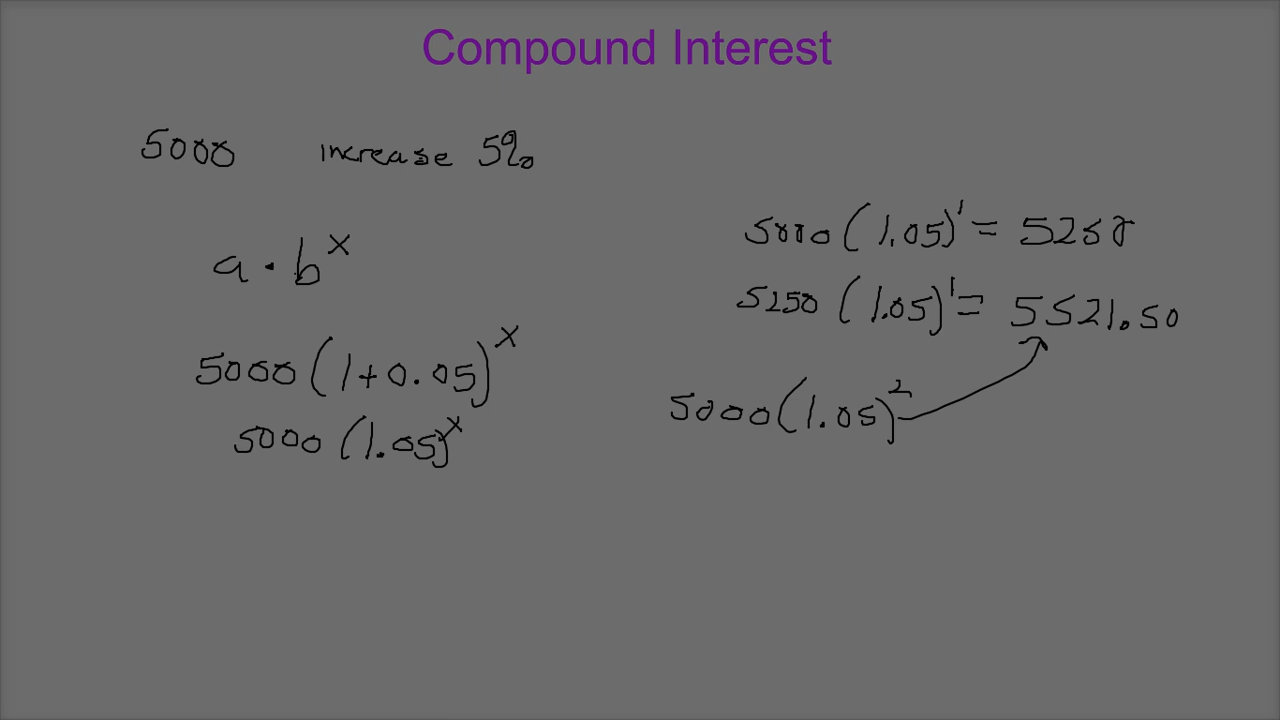 Compound Interest
5000 increase 5%
a · b^x
5000 (1+0.05)^x
5000 (1.05)^x
5000 (1.05)^1 = 5250
5250 (1.05)^1 = 5521.50
5000 (1.05)^2